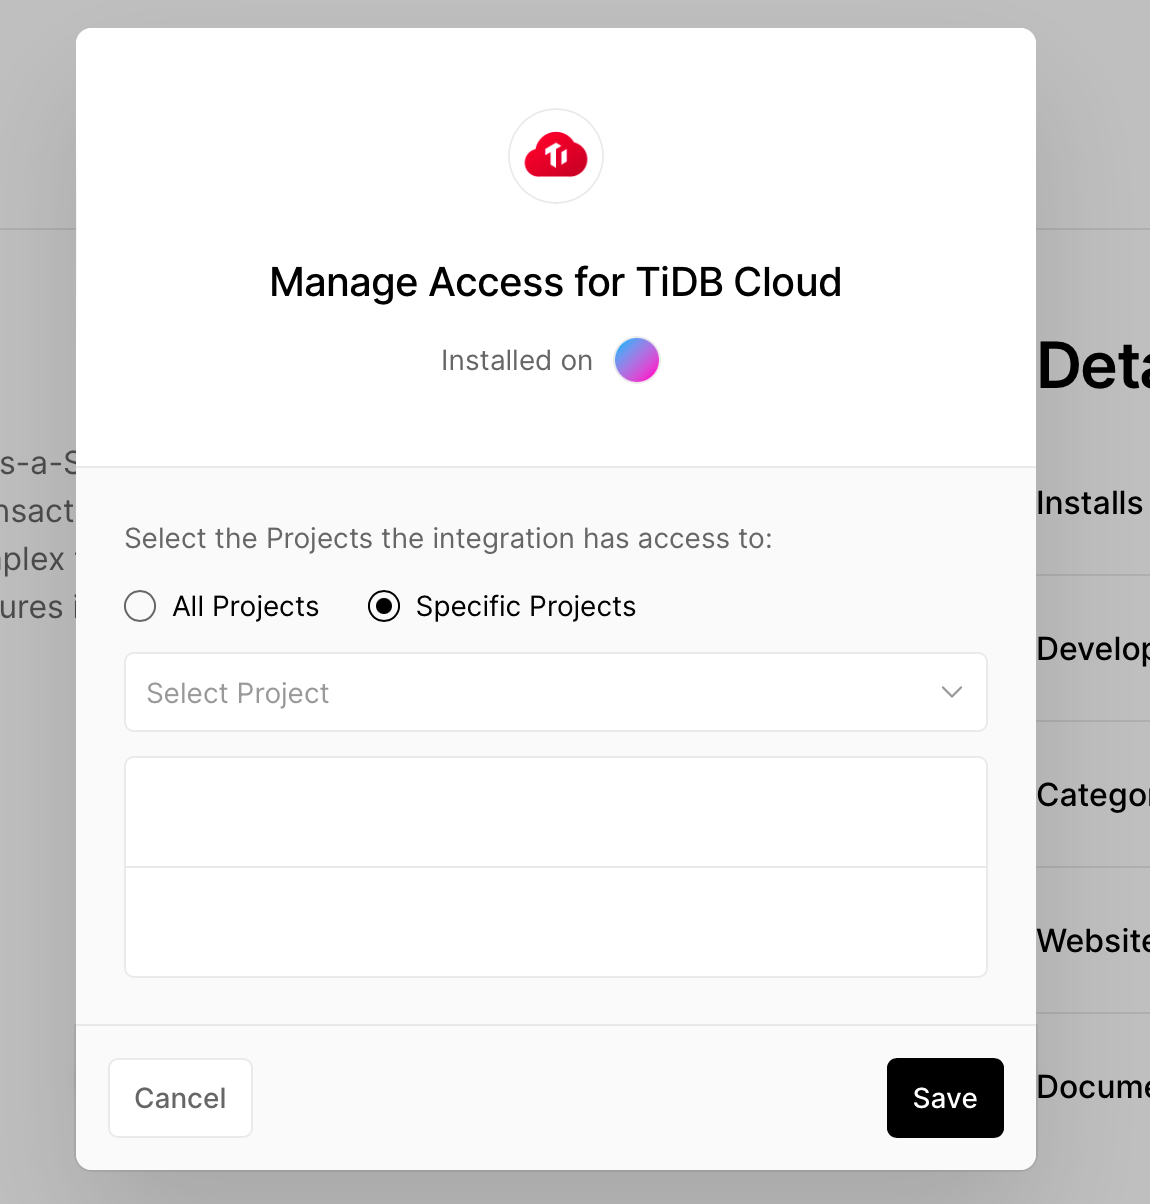 Ti
Manage Access for TiDB Cloud
Installed on
Select the Projects the integration has access to:
All Projects
Specific Projects
Select Project
Cancel
Save
s-a-S
nsact
plex
ures i
Deta
Installs
Develop
Catego
Website
Docume